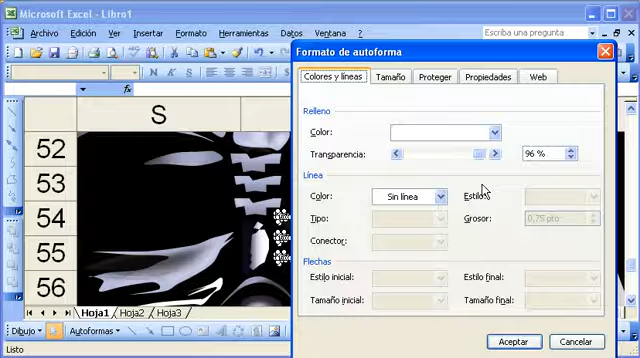 Microsoft Excel - Libro1
Archivo Edición Ver Insertar Formato Herramientas Datos Ventana ? Escriba una pregunta
Formato de autoforma
Colores y líneas Tamaño Proteger Propiedades Web
Relleno
Color:
Transparencia: 96 %
Línea
Color: Sin línea Estilo:
Tipo: Grosor: 0,75 pto
Conector:
Flechas
Estilo inicial: Estilo final:
Tamaño inicial: Tamaño final:
Aceptar Cancelar
N K S
fx
S
52
53
54
55
56
Hoja1 Hoja2 Hoja3
Dibujo Autoformas
Listo